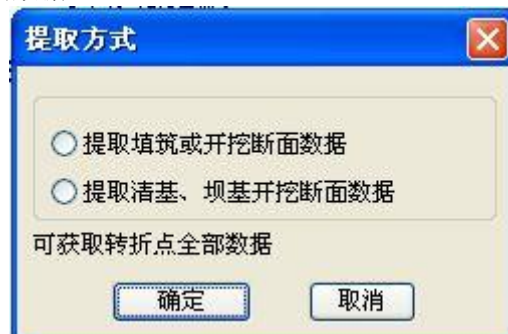 提取方式
提取填筑或开挖断面数据
提取清基、坝基开挖断面数据
可获取转折点全部数据
确定
取消